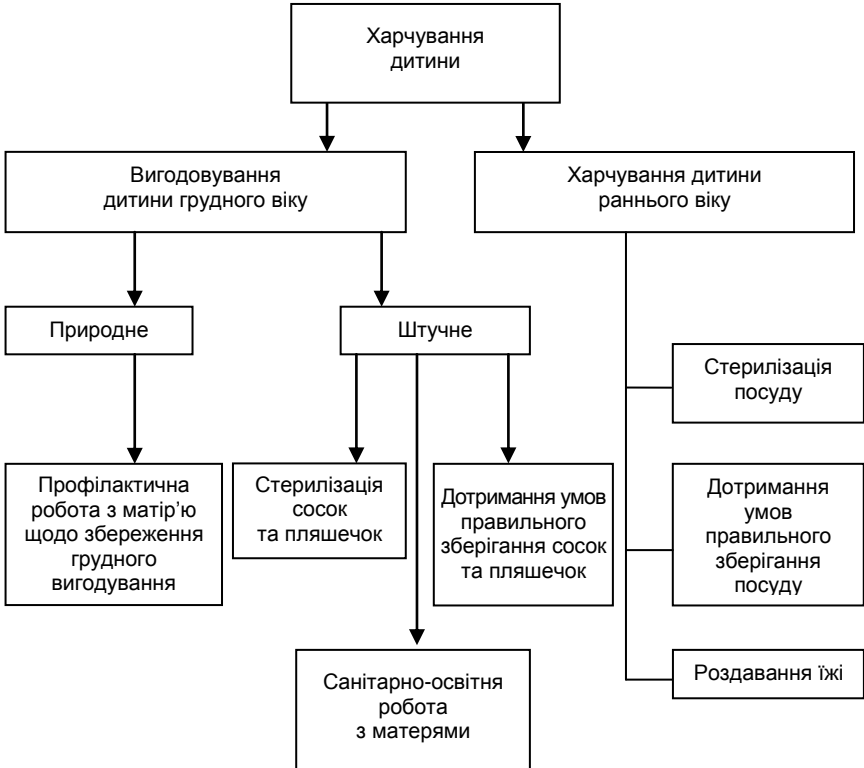 Харчування
дитини
Вигодовування
дитини грудного віку
Харчування дитини
раннього віку
Природне
Штучне
Стерилізація
посуду
Профілактична
робота з матір’ю
щодо збереження
грудного
вигодування
Стерилізація
сосок
та пляшечок
Дотримання умов
правильного
зберігання сосок
та пляшечок
Дотримання
умов
правильного
зберігання
посуду
Санітарно-освітня
робота
з матерями
Роздавання їжі